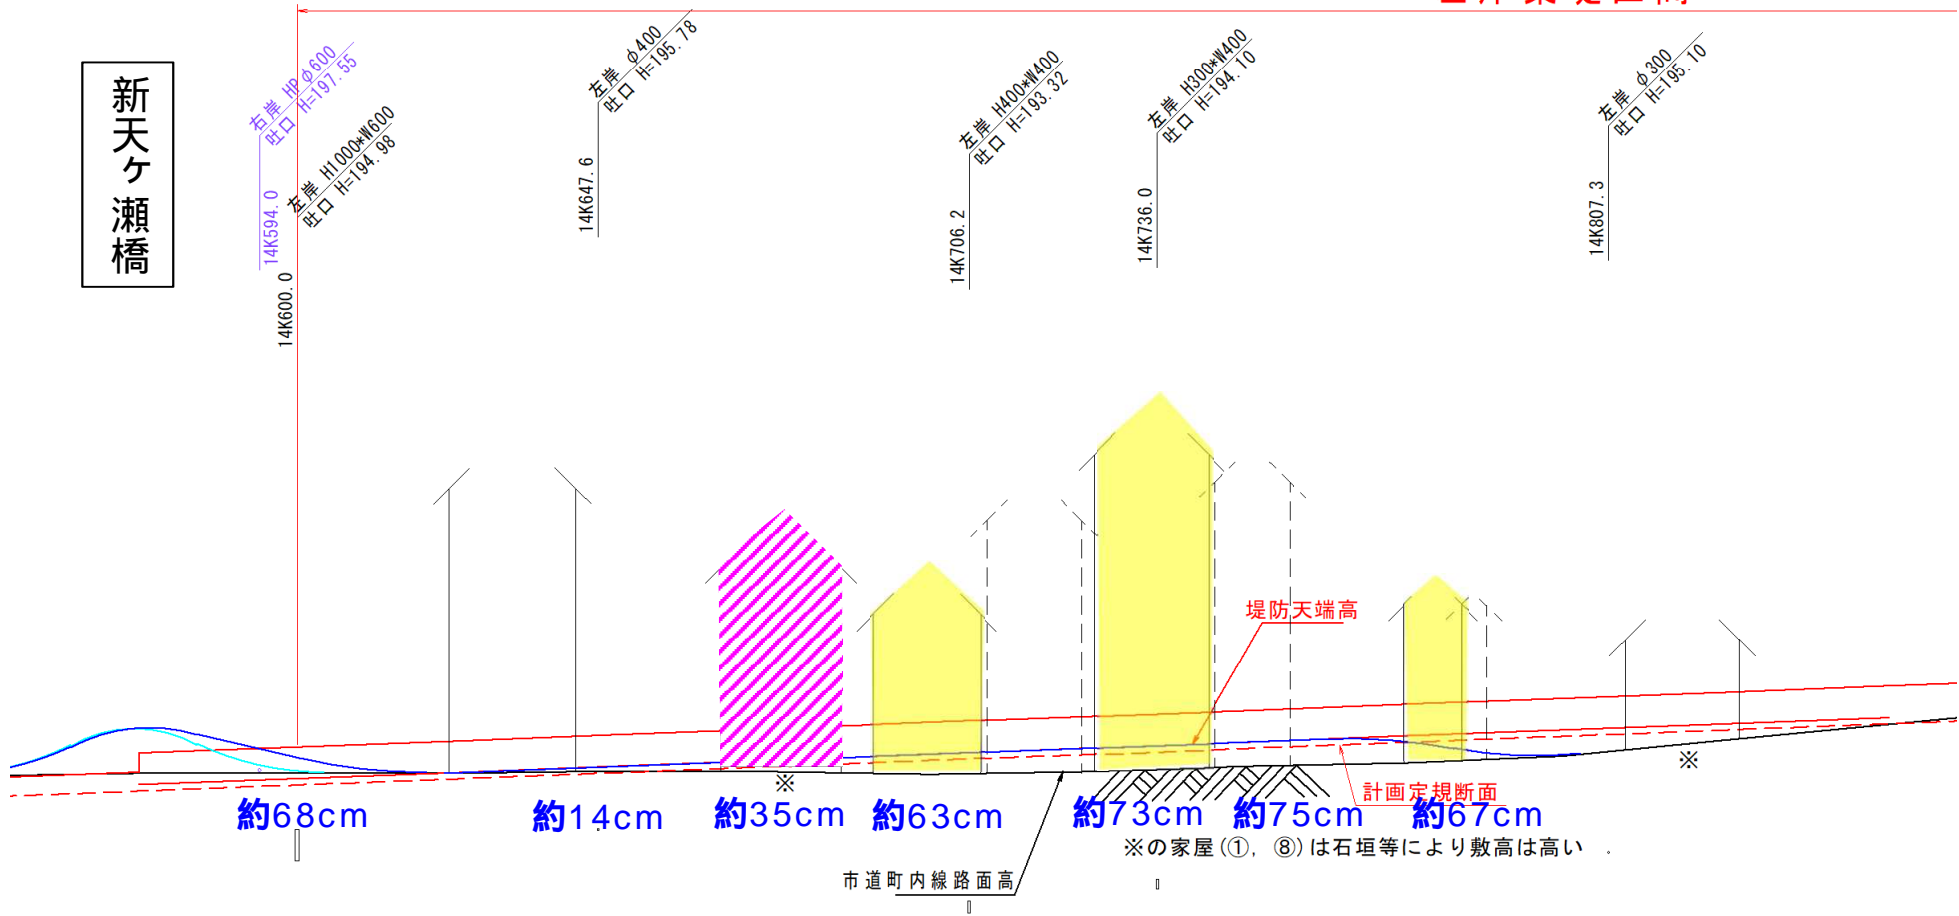 新天ケ瀬橋
右岸 HPφ600
吐口 H=197.55
14K594.0
左岸 H1000*W600
吐口 H=194.98
14K600.0
左岸 φ400
吐口 H=195.78
14K647.6
左岸 H400*W400
吐口 H=193.32
14K706.2
左岸 H300*W400
吐口 H=194.10
14K736.0
左岸 φ300
吐口 H=195.10
14K807.3
堤防天端高
計画定規断面
※
※
約68cm
約14cm
約35cm
約63cm
約73cm
約75cm
約67cm
※の家屋(①, ⑧)は石垣等により敷高は高い
市道町内線路面高